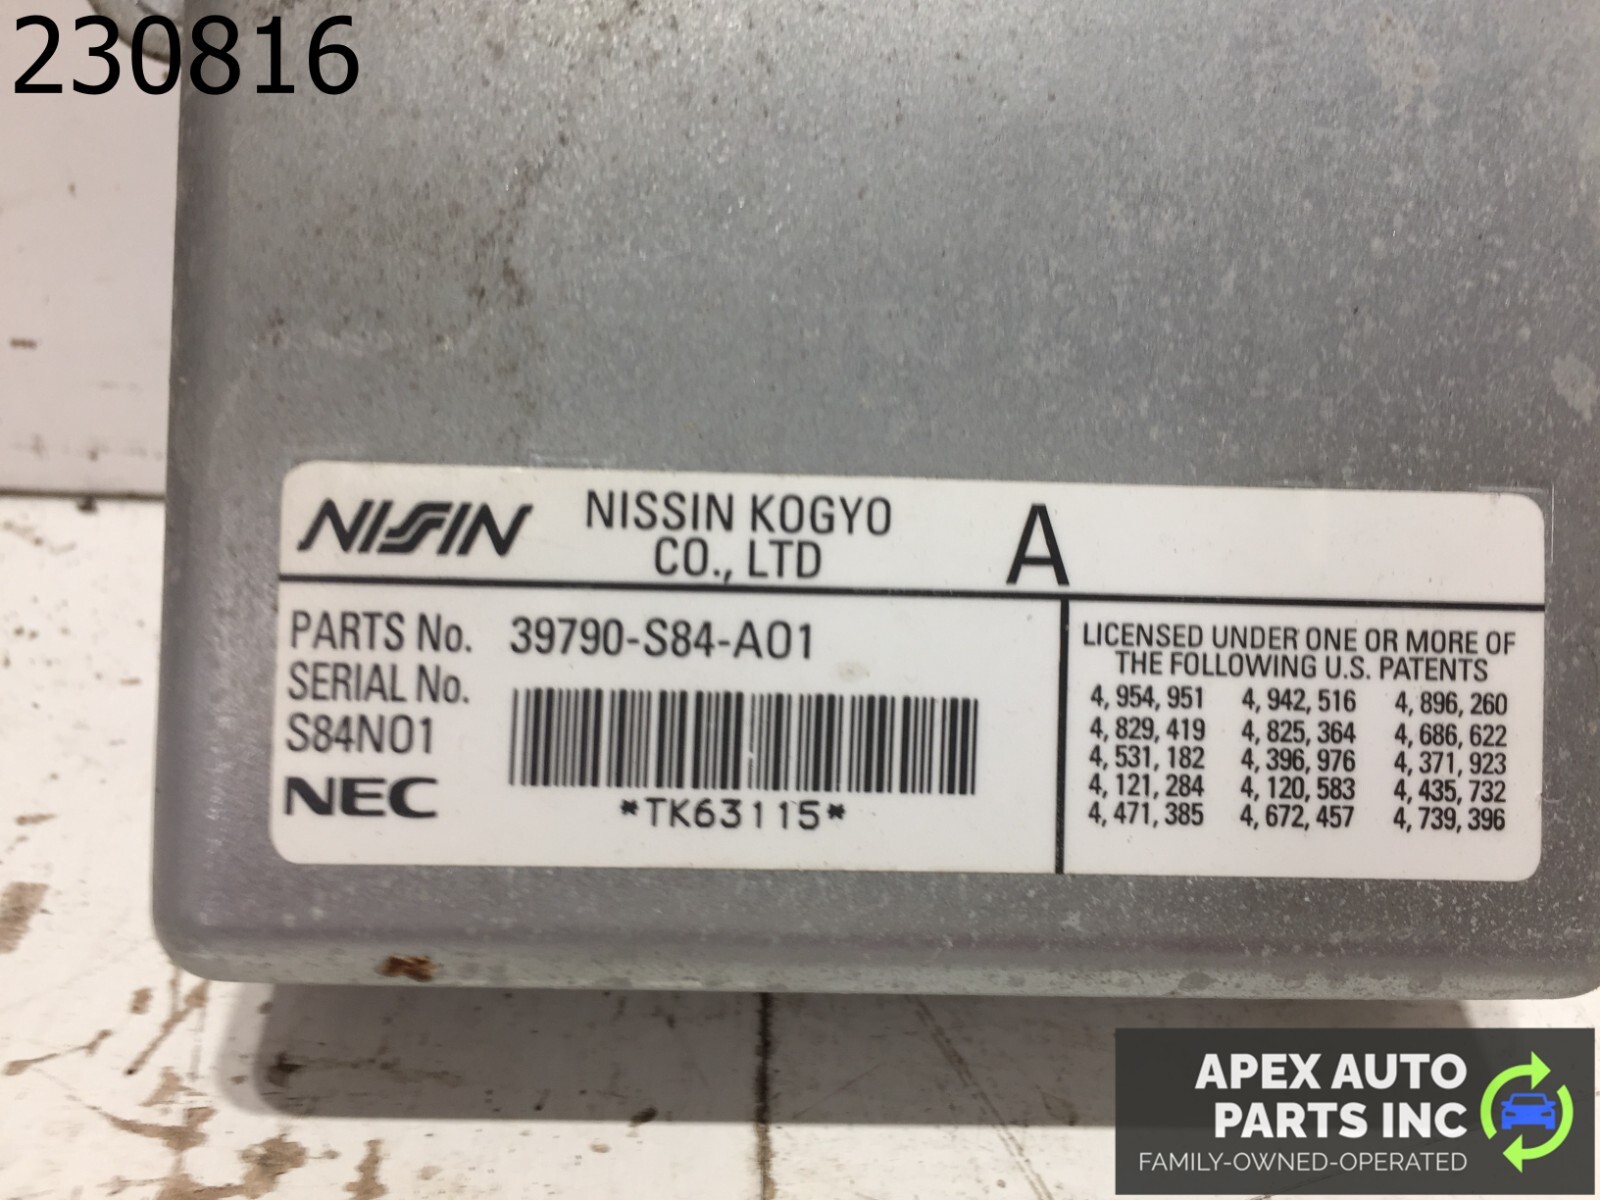 230816
NISSIN
NISSIN KOGYO
CO., LTD
A
PARTS No. 39790-S84-A01
SERIAL No.
S84N01
NEC
*TK63115*
LICENSED UNDER ONE OR MORE OF
THE FOLLOWING U.S. PATENTS
4,954,951 4,942,516 4,896,260
4,829,419 4,825,364 4,686,622
4,531,182 4,396,976 4,371,923
4,121,284 4,120,583 4,435,732
4,471,385 4,672,457 4,739,396
APEX AUTO
PARTS INC
FAMILY-OWNED-OPERATED